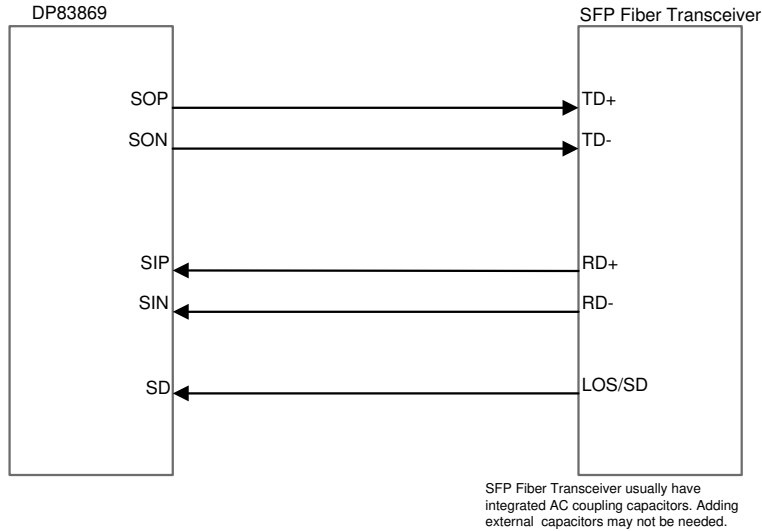 DP83869
SFP Fiber Transceiver
SOP
TD+
SON
TD-
SIP
RD+
SIN
RD-
SD
LOS/SD
SFP Fiber Transceiver usually have
integrated AC coupling capacitors. Adding
external capacitors may not be needed.